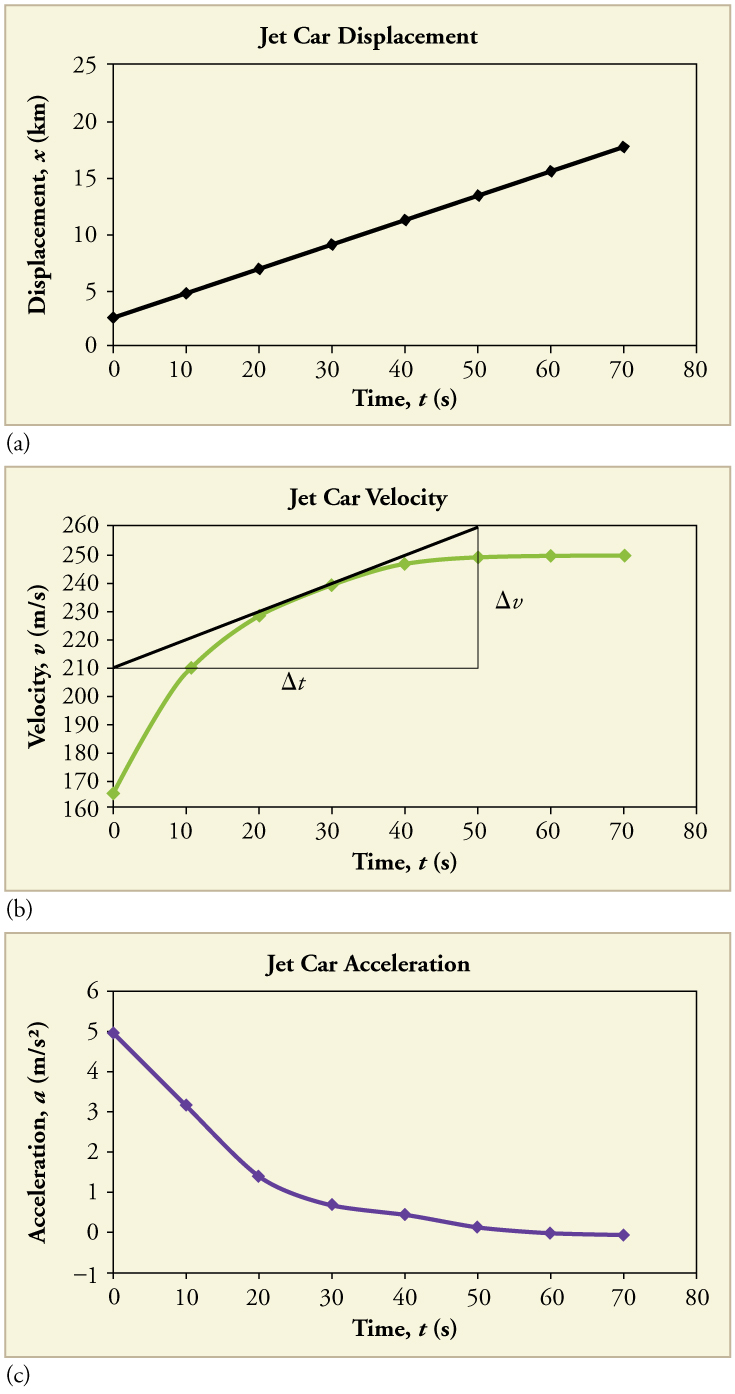 Jet Car Displacement
25
20
15
10
5
0
Displacement, x (km)
0 10 20 30 40 50 60 70 80
Time, t (s)
(a)
Jet Car Velocity
260
250
240
230
220
210
200
190
180
170
160
Velocity, v (m/s)
Δv
Δt
0 10 20 30 40 50 60 70 80
Time, t (s)
(b)
Jet Car Acceleration
6
5
4
3
2
1
0
−1
Acceleration, a (m/s²)
0 10 20 30 40 50 60 70 80
Time, t (s)
(c)